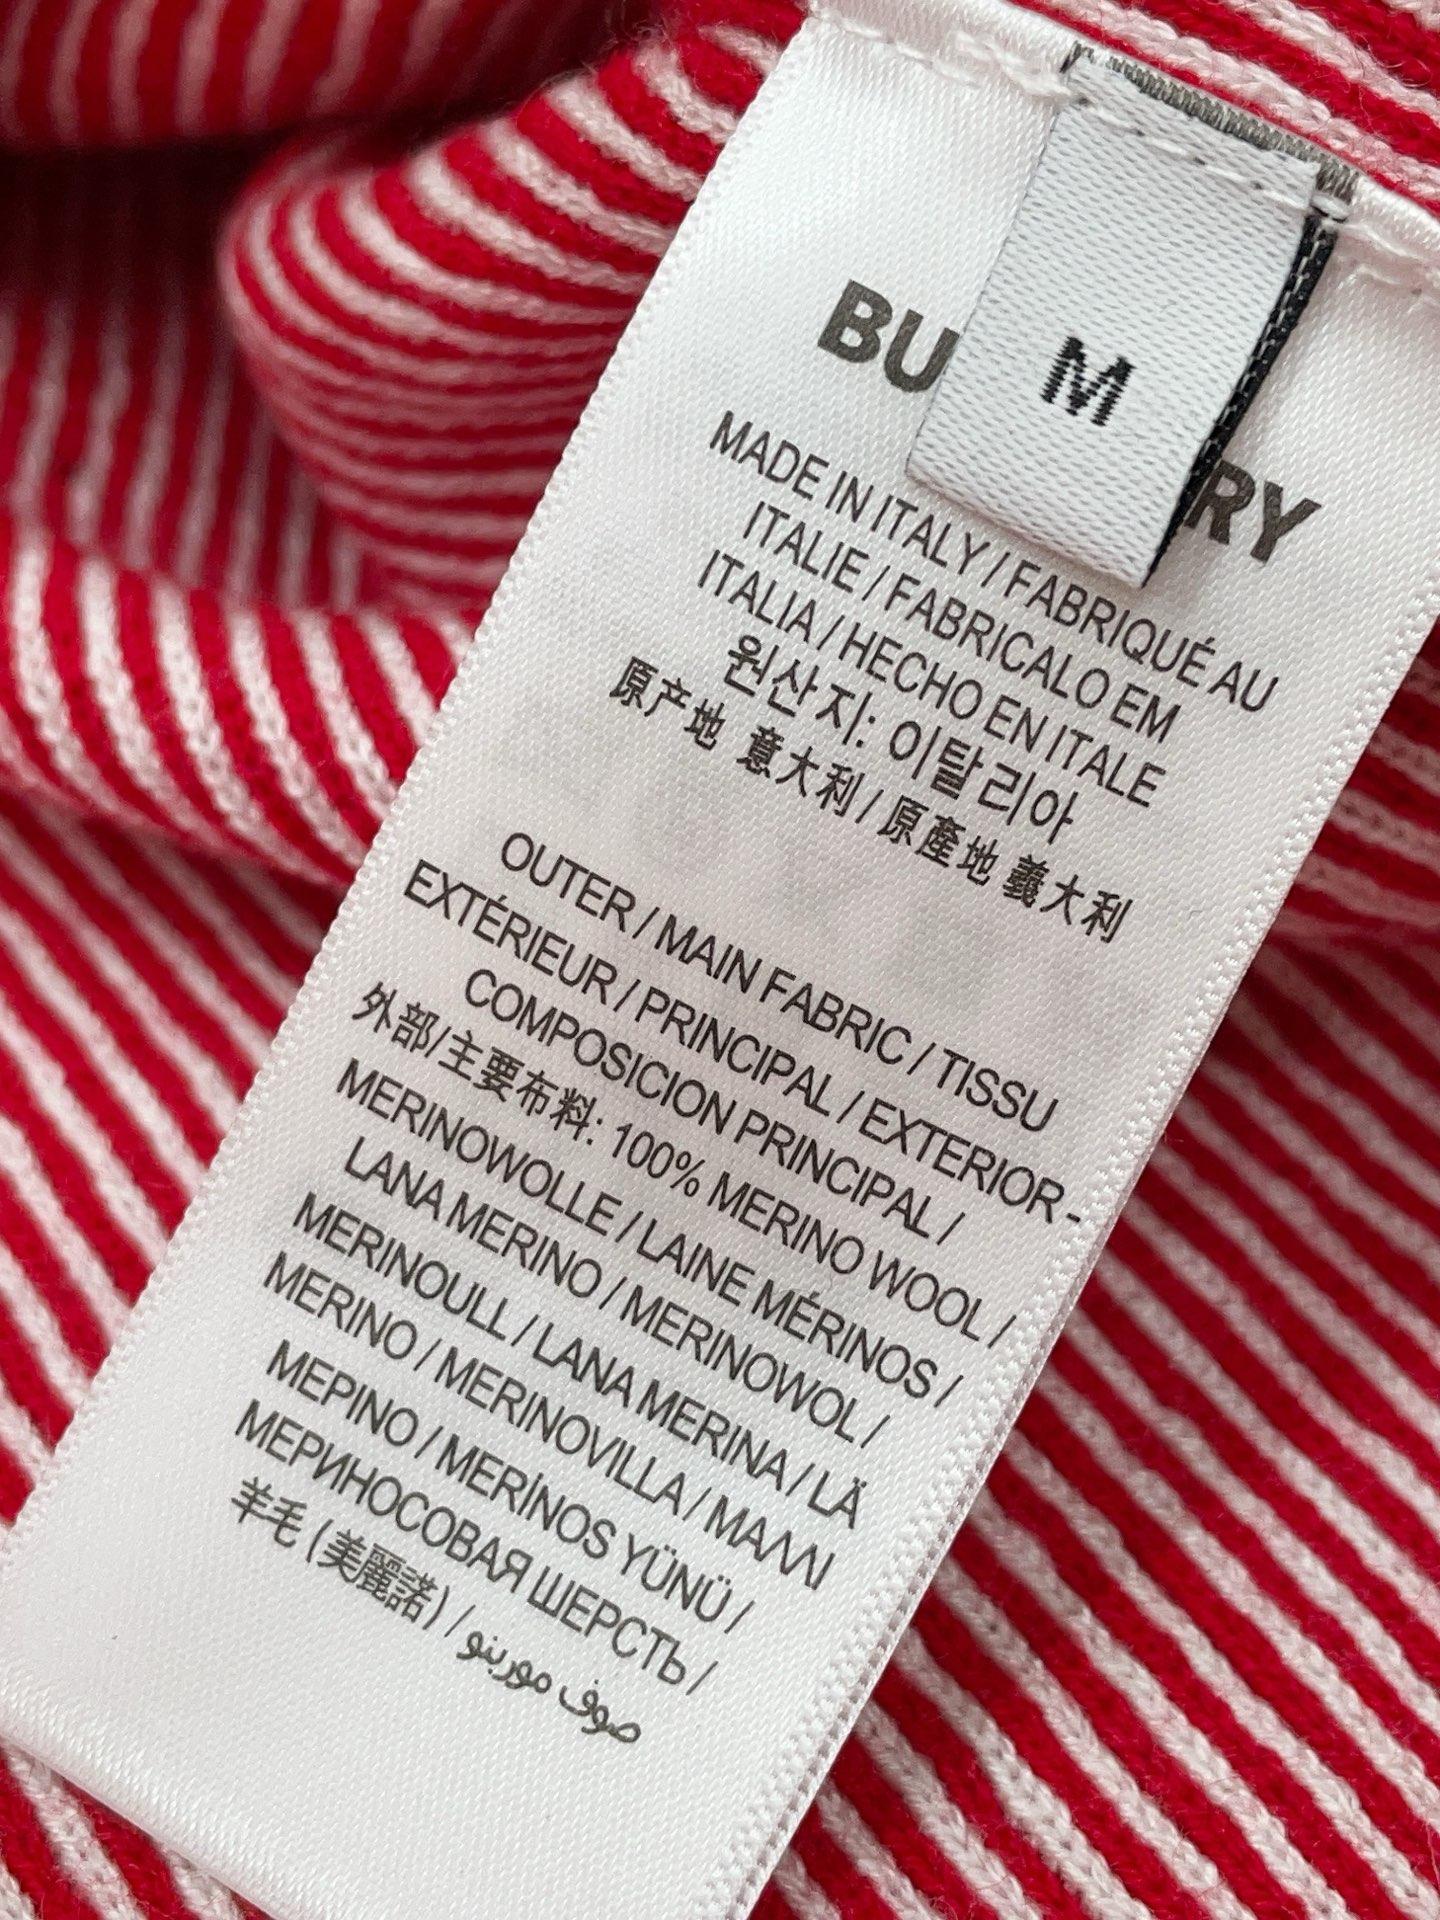 M
BU RY
MADE IN ITALY / FABRIQUÉ AU
ITALIE / FABRICALO EM
ITALIA / HECHO EN ITALE
원산지: 이탈리아
原产地 意大利 / 原產地 義大利
OUTER / MAIN FABRIC / TISSU
EXTÉRIEUR / PRINCIPAL / EXTERIOR -
COMPOSICION PRINCIPAL /
外部/主要布料: 100% MERINO WOOL /
MERINOWOLLE / LAINE MÉRINOS /
LANA MERINO / MERINOWOL /
MERINOULL / LANA MERINA / LÄ
MERINO / MERINOVILLA / ΜΑΛΛΙ
ΜΕΡΙΝΟ / MERİNOS YÜNÜ /
МЕРИНОСОВАЯ ШЕРСТЬ /
羊毛 (美麗諾) / صوف مورينو